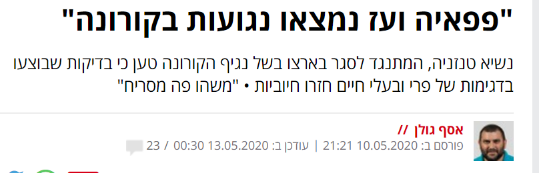 "פפאיה ועז נמצאו נגועות בקורונה"
נשיא טנזניה, המתנגד לסגר בארצו בשל נגיף הקורונה טען כי בדיקות שבוצעו
בדגימות של פרי ובעלי חיים חזרו חיוביות • "משהו פה מסריח"
אסף גולן //
פורסם ב: 10.05.2020 21:21 | עודכן ב: 13.05.2020 00:30 / 23